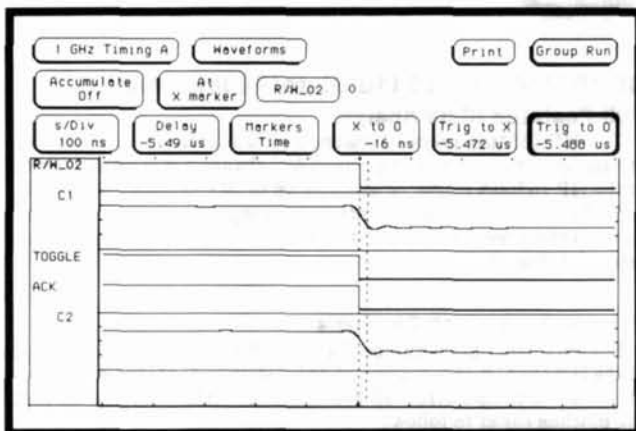 1 GHz Timing A Waveforms Print Group Run
Accumulate Off At X marker R/W_02 0
s/Div 100 ns Delay -5.49 us Markers Time X to O -16 ns Trig to X -5.472 us Trig to O -5.488 us
R/W_02
C1
TOGGLE
ACK
C2